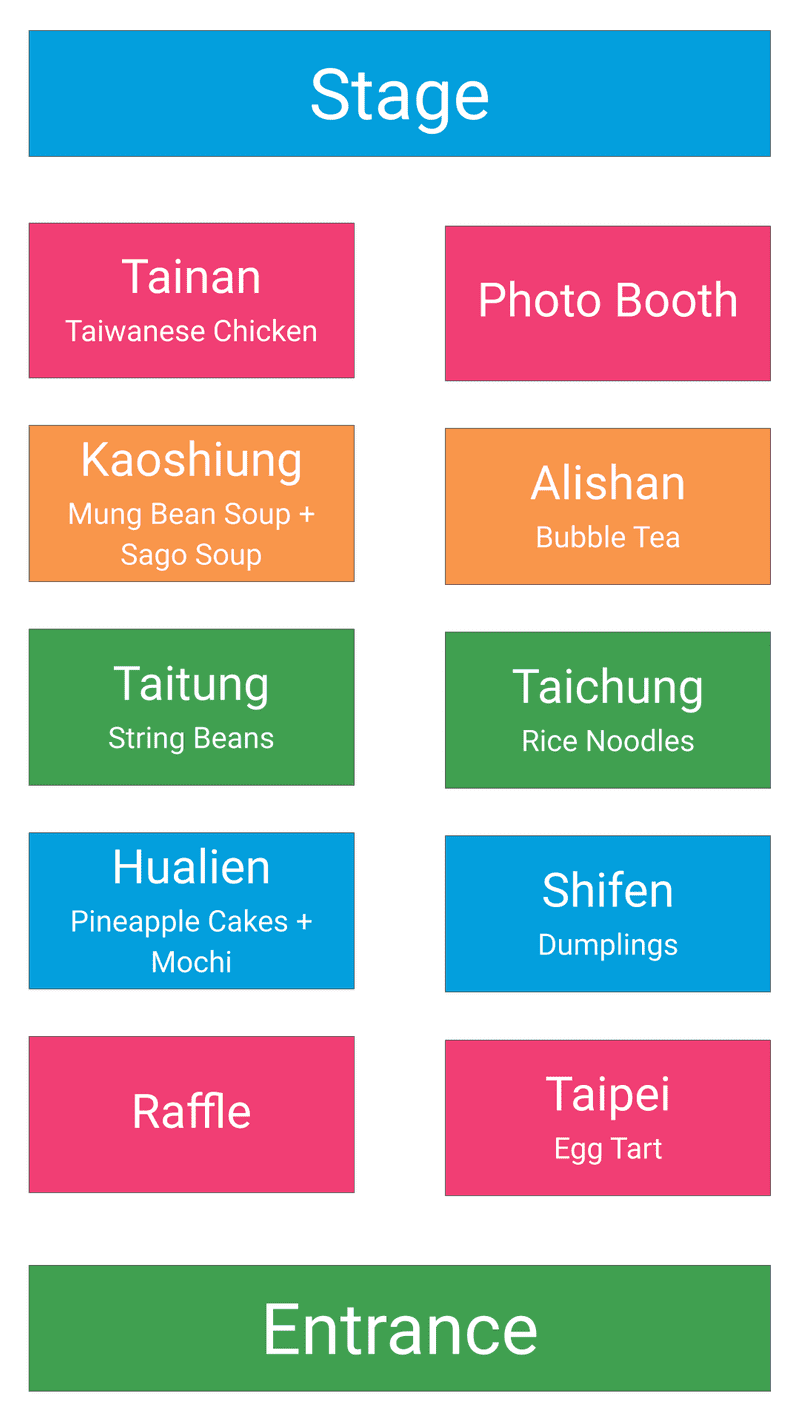 Stage
Tainan
Taiwanese Chicken
Photo Booth
Kaoshiung
Mung Bean Soup +
Sago Soup
Alishan
Bubble Tea
Taitung
String Beans
Taichung
Rice Noodles
Hualien
Pineapple Cakes +
Mochi
Shifen
Dumplings
Raffle
Taipei
Egg Tart
Entrance